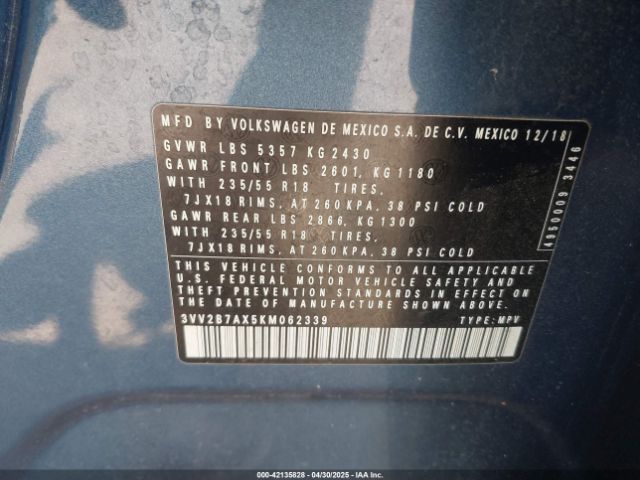 MFD BY VOLKSWAGEN DE MEXICO S.A. DE C.V. MEXICO 12/18
GVWR LBS 5357 KG 2430
GAWR FRONT LBS 2601, KG 1180
WITH 235/55 R18 TIRES,
7JX18 RIMS, AT 260 KPA, 38 PSI COLD
GAWR REAR LBS 2866, KG 1300
WITH 235/55 R18 TIRES,
7JX18 RIMS, AT 260 KPA, 38 PSI COLD
THIS VEHICLE CONFORMS TO ALL APPLICABLE
U.S. FEDERAL MOTOR VEHICLE SAFETY AND
THEFT PREVENTION STANDARDS IN EFFECT ON
THE DATE OF MANUFACTURE SHOWN ABOVE.
3VV2B7AX5KM062339 TYPE: MPV
4950009 3446
000-42135828 - 04/30/2025 - IAA Inc.